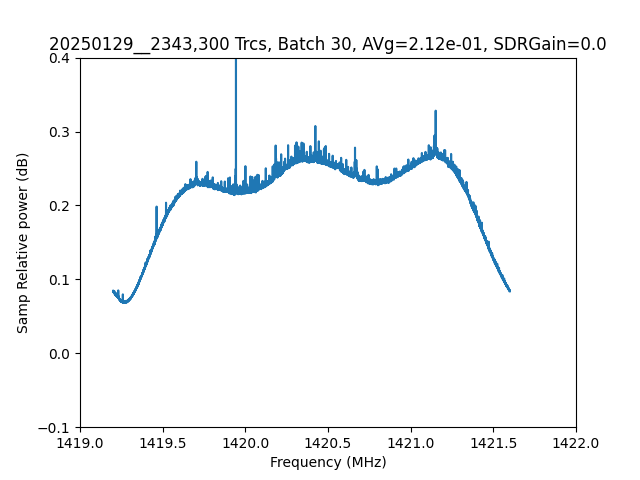 20250129__2343,300 Trcs, Batch 30, AVg=2.12e-01, SDRGain=0.0
0.4
0.3
0.2
0.1
0.0
−0.1
Samp Relative power (dB)
1419.0 1419.5 1420.0 1420.5 1421.0 1421.5 1422.0
Frequency (MHz)